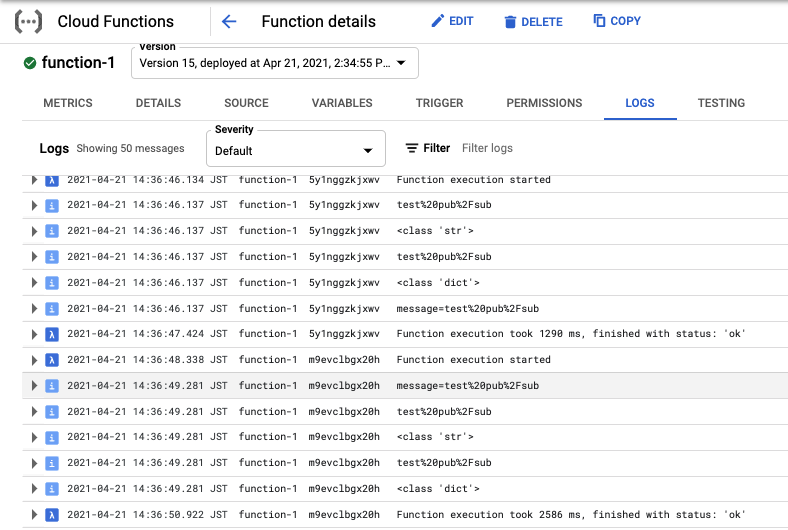 Cloud Functions Function details EDIT DELETE COPY
function-1 Version
Version 15, deployed at Apr 21, 2021, 2:34:55 P...
METRICS DETAILS SOURCE VARIABLES TRIGGER PERMISSIONS LOGS TESTING
Logs Showing 50 messages Severity Default Filter Filter logs
2021-04-21 14:36:46.134 JST function-1 5y1nggzkjxwv Function execution started
2021-04-21 14:36:46.137 JST function-1 5y1nggzkjxwv test%20pub%2Fsub
2021-04-21 14:36:46.137 JST function-1 5y1nggzkjxwv <class 'str'>
2021-04-21 14:36:46.137 JST function-1 5y1nggzkjxwv test%20pub%2Fsub
2021-04-21 14:36:46.137 JST function-1 5y1nggzkjxwv <class 'dict'>
2021-04-21 14:36:46.137 JST function-1 5y1nggzkjxwv message=test%20pub%2Fsub
2021-04-21 14:36:47.424 JST function-1 5y1nggzkjxwv Function execution took 1290 ms, finished with status: 'ok'
2021-04-21 14:36:48.338 JST function-1 m9evclbgx20h Function execution started
2021-04-21 14:36:49.281 JST function-1 m9evclbgx20h message=test%20pub%2Fsub
2021-04-21 14:36:49.281 JST function-1 m9evclbgx20h test%20pub%2Fsub
2021-04-21 14:36:49.281 JST function-1 m9evclbgx20h <class 'str'>
2021-04-21 14:36:49.281 JST function-1 m9evclbgx20h test%20pub%2Fsub
2021-04-21 14:36:49.281 JST function-1 m9evclbgx20h <class 'dict'>
2021-04-21 14:36:50.922 JST function-1 m9evclbgx20h Function execution took 2586 ms, finished with status: 'ok'